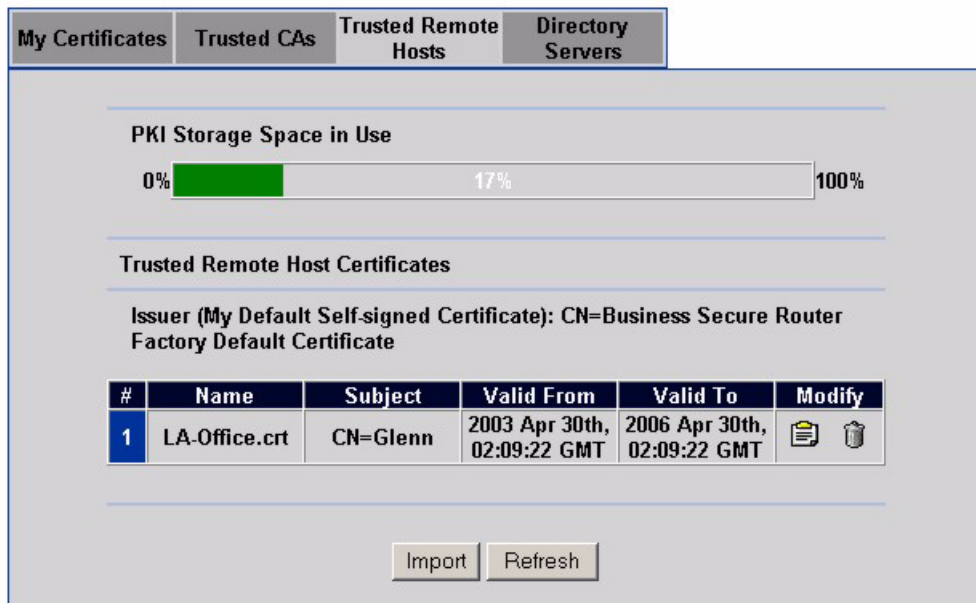 My Certificates
Trusted CAs
Trusted Remote
Hosts
Directory
Servers
PKI Storage Space in Use
0% 17% 100%
Trusted Remote Host Certificates
Issuer (My Default Self-signed Certificate): CN=Business Secure Router
Factory Default Certificate
# Name Subject Valid From Valid To Modify
1 LA-Office.crt CN=Glenn 2003 Apr 30th, 2006 Apr 30th,
02:09:22 GMT 02:09:22 GMT
Import Refresh